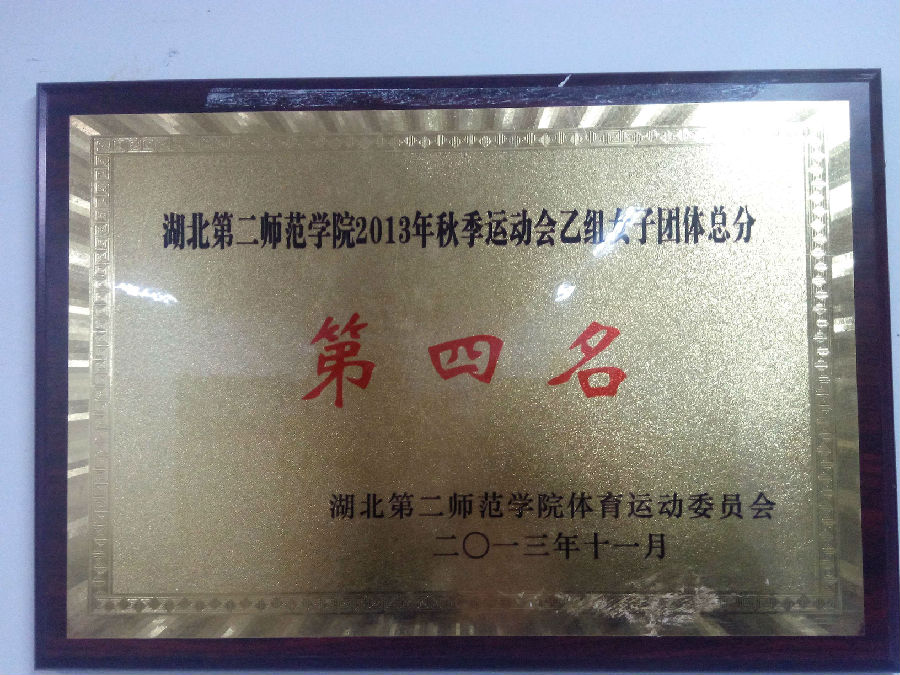 湖北第二师范学院2013年秋季运动会乙组女子团体总分
第四名
湖北第二师范学院体育运动委员会
二〇一三年十一月